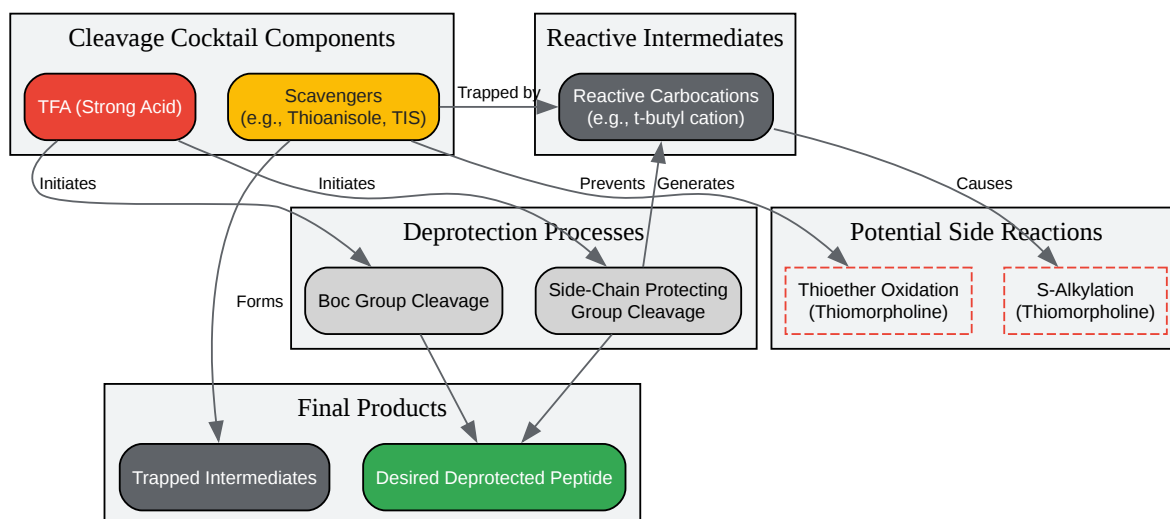 Cleavage Cocktail Components
TFA (Strong Acid)
Scavengers
(e.g., Thioanisole, TIS)
Trapped by
Reactive Intermediates
Reactive Carbocations
(e.g., t-butyl cation)
Initiates
Initiates
Prevents
Generates
Causes
Deprotection Processes
Boc Group Cleavage
Side-Chain Protecting
Group Cleavage
Potential Side Reactions
Thioether Oxidation
(Thiomorpholine)
S-Alkylation
(Thiomorpholine)
Forms
Final Products
Trapped Intermediates
Desired Deprotected Peptide